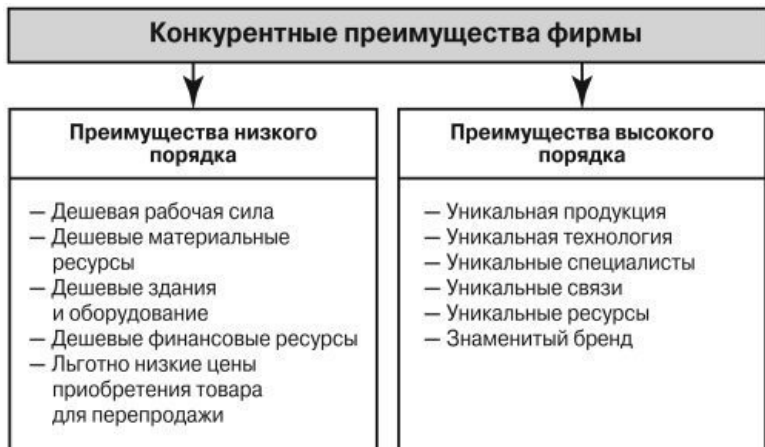 Конкурентные преимущества фирмы
Преимущества низкого
порядка
— Дешевая рабочая сила
— Дешевые материальные
ресурсы
— Дешевые здания
и оборудование
— Дешевые финансовые ресурсы
— Льготно низкие цены
приобретения товара
для перепродажи
Преимущества высокого
порядка
— Уникальная продукция
— Уникальная технология
— Уникальные специалисты
— Уникальные связи
— Уникальные ресурсы
— Знаменитый бренд